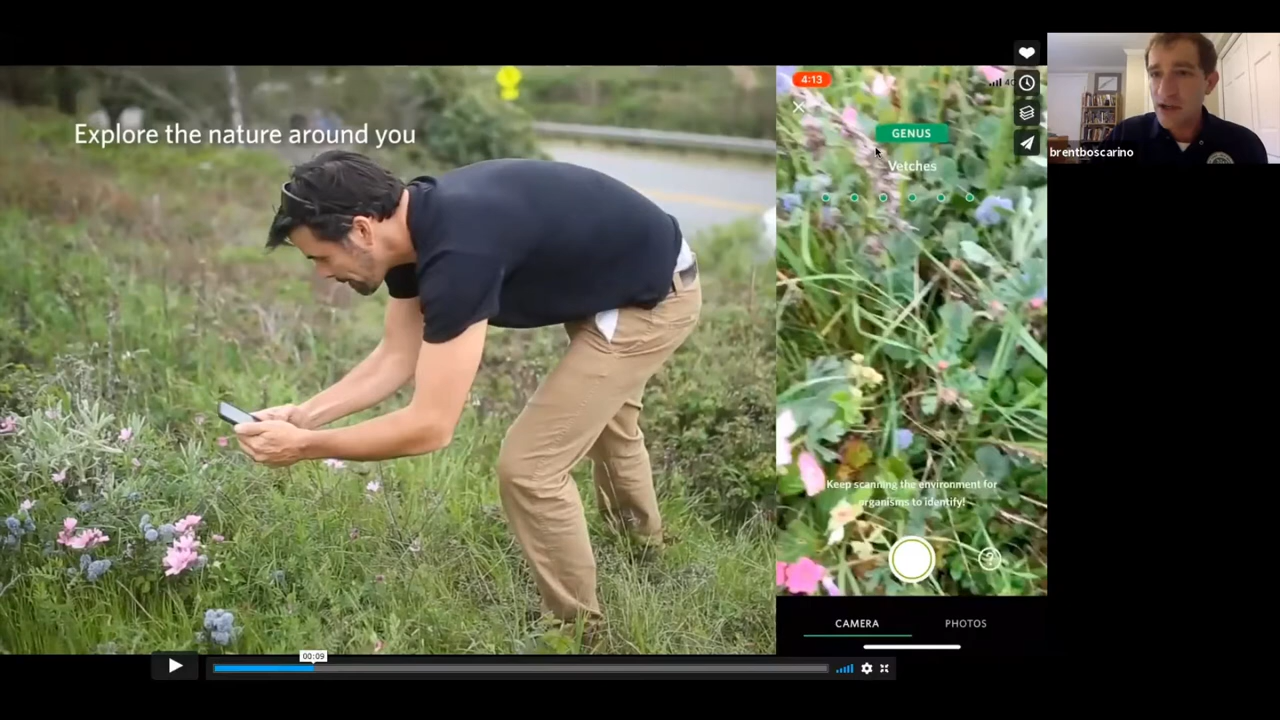 Explore the nature around you
4:13
GENUS
Vetches
Keep scanning the environment for
organisms to identify!
CAMERA
PHOTOS
00:09
brentboscarino